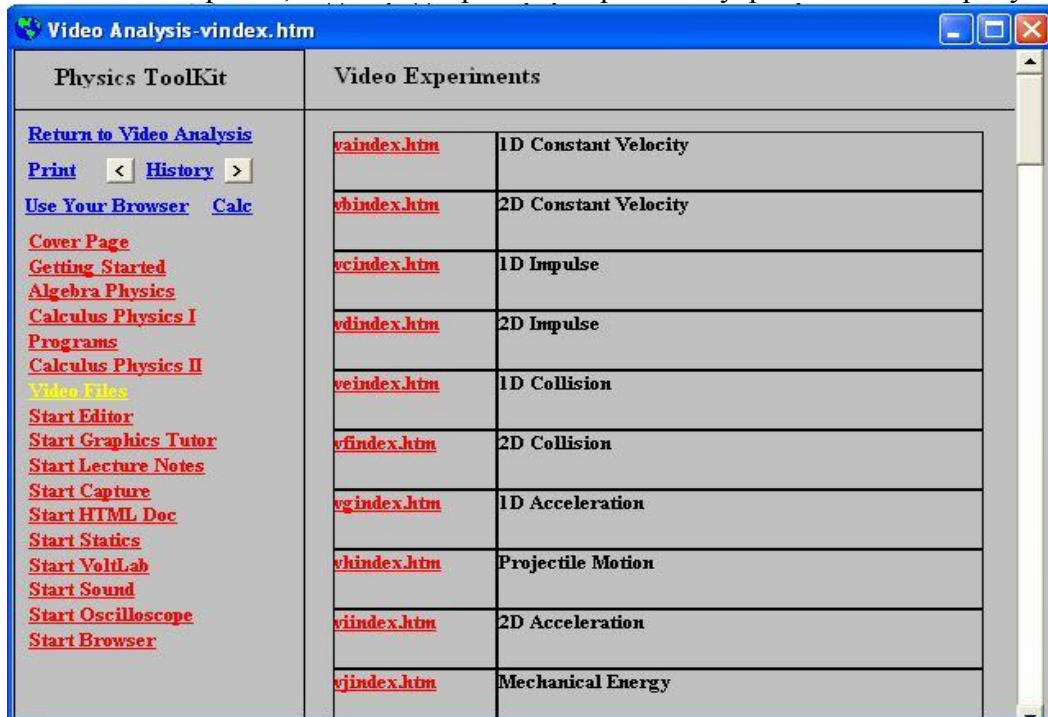 Video Analysis-vindex.htm
Physics ToolKit
Video Experiments
Return to Video Analysis
Print < History >
Use Your Browser Calc
Cover Page
Getting Started
Algebra Physics
Calculus Physics I
Programs
Calculus Physics II
Video Files
Start Editor
Start Graphics Tutor
Start Lecture Notes
Start Capture
Start HTML Doc
Start Statics
Start VoltLab
Start Sound
Start Oscilloscope
Start Browser
vaindex.htm 1D Constant Velocity
vbindex.htm 2D Constant Velocity
vcindex.htm 1D Impulse
vdindex.htm 2D Impulse
veindex.htm 1D Collision
vfindex.htm 2D Collision
vgindex.htm 1D Acceleration
vhindex.htm Projectile Motion
viindex.htm 2D Acceleration
vjindex.htm Mechanical Energy